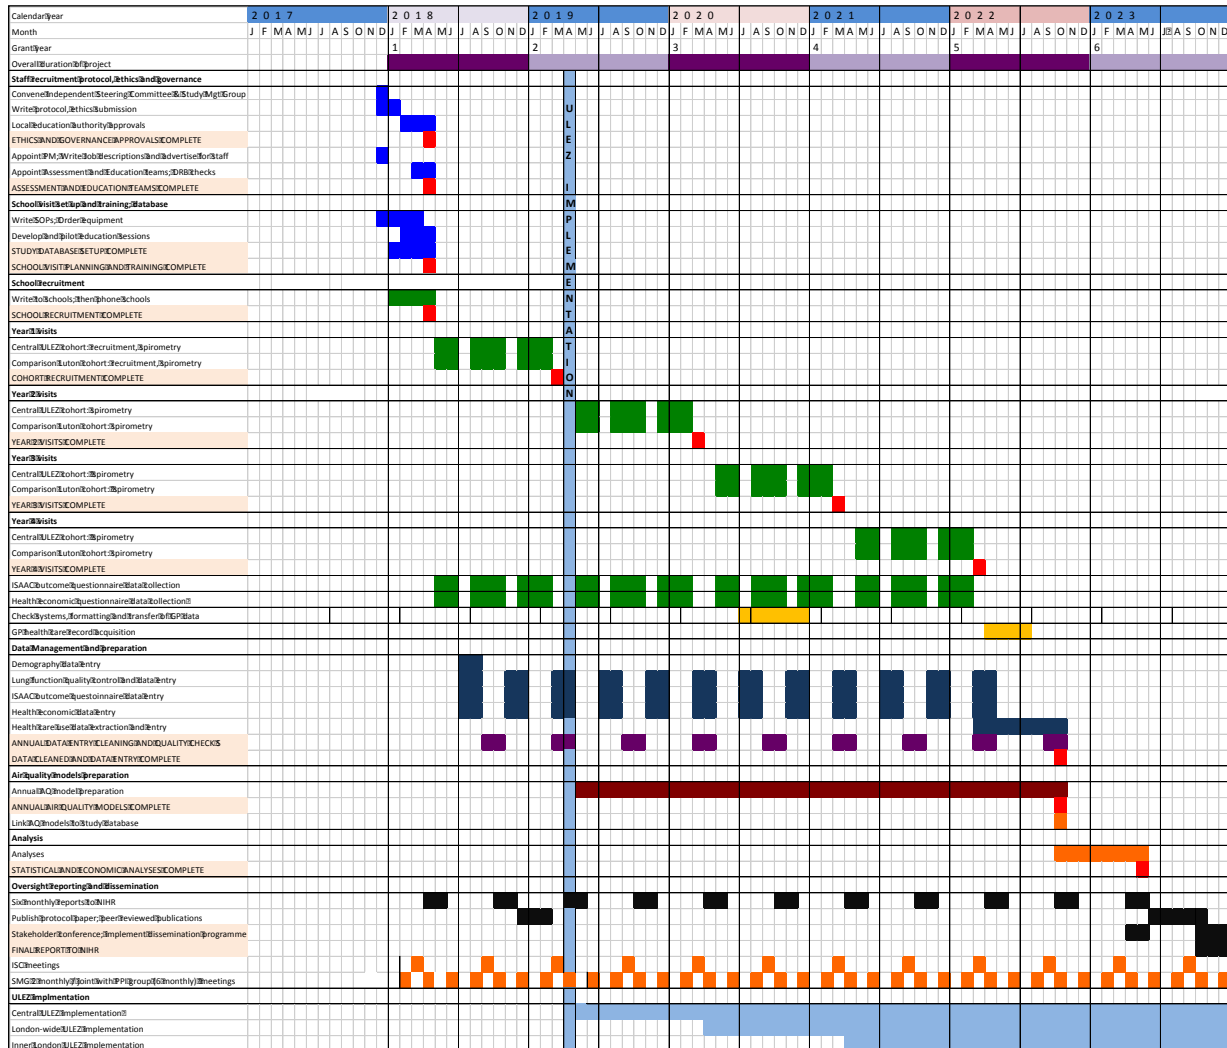 Calendar year 2017 2018 2019 2020 2021 2022 2023
Month J F M A M J J A S O N D J F M A M J J A S O N D J F M A M J J A S O N D J F M A M J J A S O N D J F M A M J J A S O N D J F M A M J J A S O N D J F M A M J J A S O N D
Grant year 1 2 3 4 5 6
Overall duration of project
Staff recruitment protocol, ethics and governance
Convene Independent Steering Committee & Study Mgt Group
Write protocol, ethics submission
Local education authority approvals
ETHICS AND GOVERNANCE APPROVALS COMPLETE
Appoint PM; Write Job descriptions and advertise for staff
Appoint Assessment and Education teams; DRB checks
ASSESSMENT AND EDUCATION TEAMS COMPLETE
School visit set up and training; database
Write SOPs; Order equipment
Develop and pilot education sessions
STUDY DATABASE SETUP COMPLETE
SCHOOL VISIT PLANNING AND TRAINING COMPLETE
School recruitment
Write to schools; then phone schools
SCHOOL RECRUITMENT COMPLETE
Year 1 visits
Central ULEZ cohort: recruitment, spirometry
Comparison Luton cohort: recruitment, spirometry
COHORT RECRUITMENT COMPLETE
Year 2 visits
Central ULEZ cohort: spirometry
Comparison Luton cohort: spirometry
YEAR 2 VISITS COMPLETE
Year 3 visits
Central ULEZ cohort: spirometry
Comparison Luton cohort: spirometry
YEAR 3 VISITS COMPLETE
Year 4 visits
Central ULEZ cohort: spirometry
Comparison Luton cohort: spirometry
YEAR 4 VISITS COMPLETE
ISAAC outcome questionnaire data collection
Health economic questionnaire data collection
Check systems, formatting and transfer of GP data
GP health care record acquisition
Data Management and preparation
Demography data entry
Lung function quality control and data entry
ISAAC outcome questoinnaire data entry
Health economic data entry
Health care use data extraction and entry
ANNUAL DATA ENTRY CLEANING AND QUALITY CHECKS
DATA CLEANED AND DATA ENTRY COMPLETE
Air quality models preparation
Annual AQ model preparation
ANNUAL AIR QUALITY MODELS COMPLETE
Link AQ models to study database
Analysis
Analyses
STATISTICAL AND ECONOMIC ANALYSES COMPLETE
Oversight reporting and dissemination
Six monthly reports to NIHR
Publish protocol paper; peer reviewed publications
Stakeholder conference; implement dissemination programme
FINAL REPORT TO NIHR
ISC meetings
SMG 2 monthly / Joint with PPI group (6 monthly) meetings
ULEZ Implmentation
Central ULEZ implementation
London-wide ULEZ implementation
Inner London ULEZ implementation
ULEZ IMPLEMENTATION